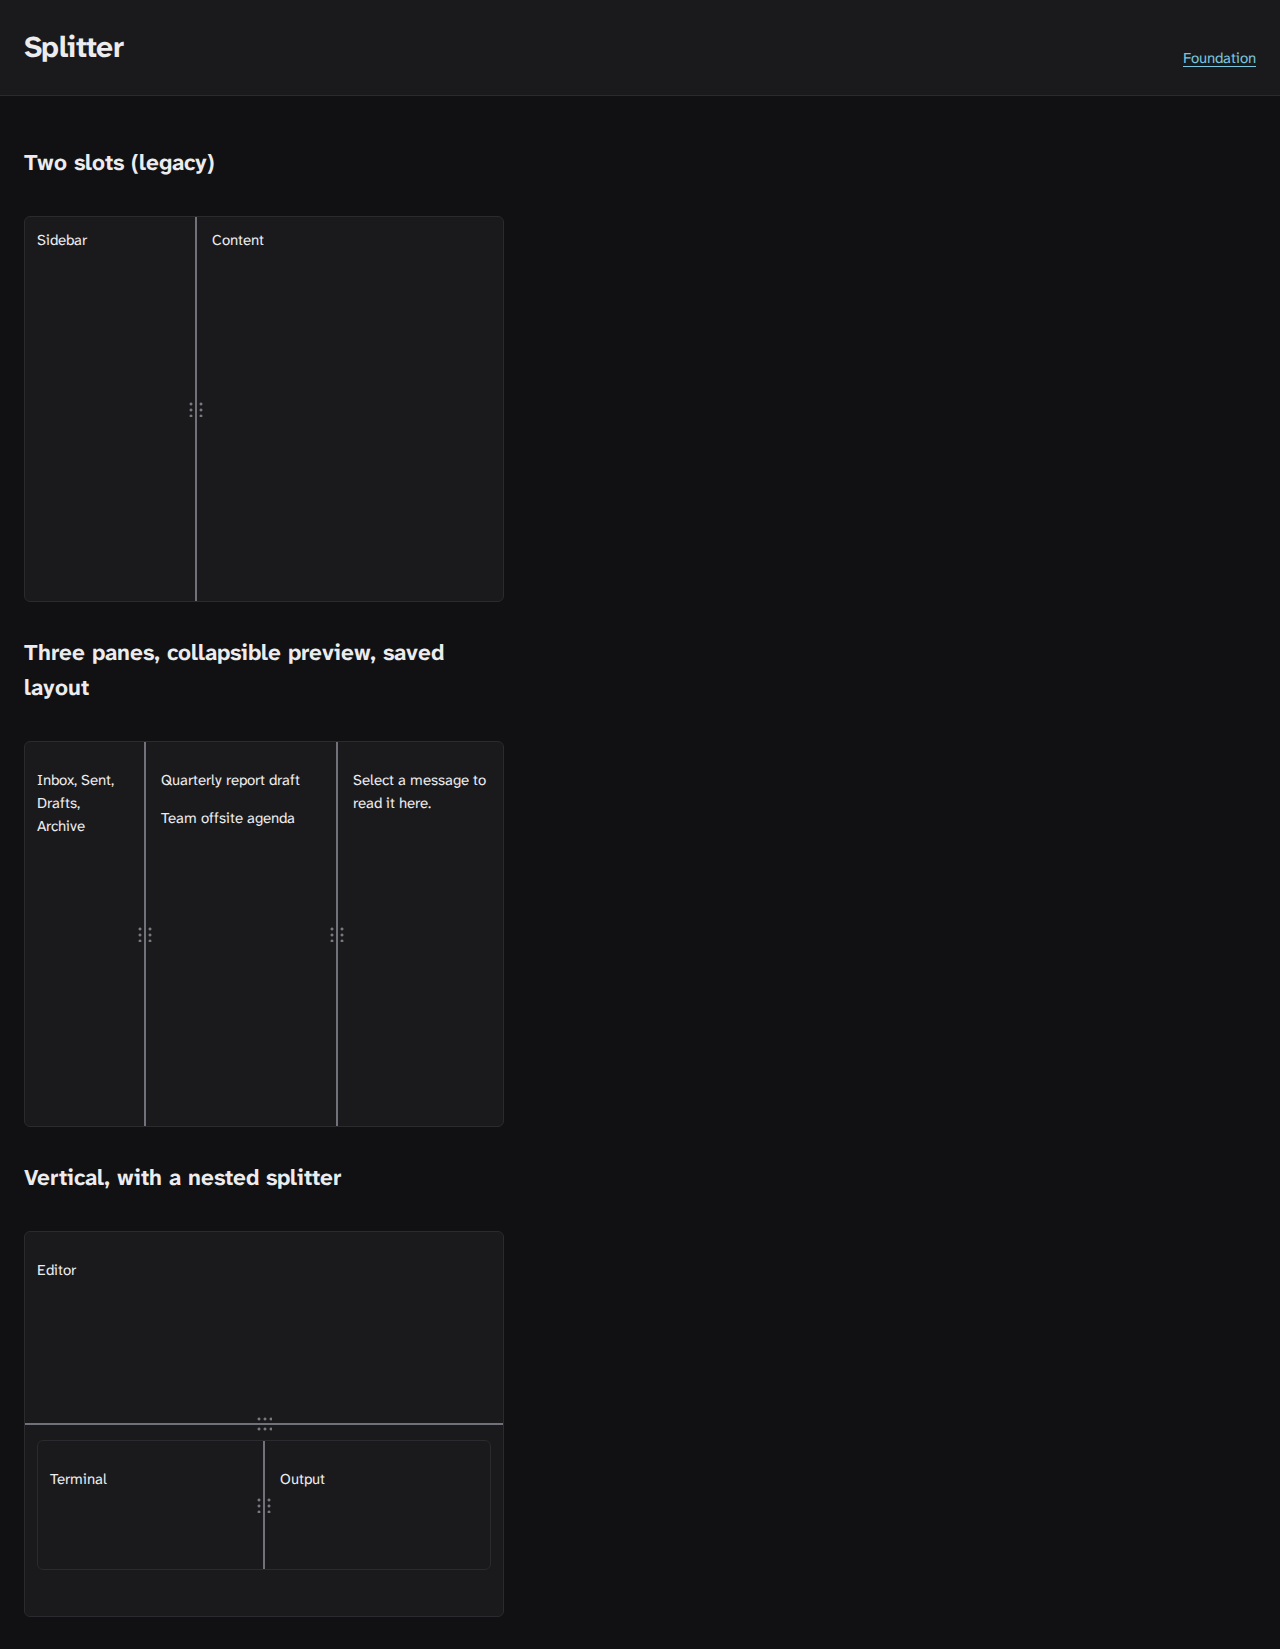 Splitter
Foundation
Two slots (legacy)
Sidebar
Content
Three panes, collapsible preview, saved
layout
Inbox, Sent,
Drafts,
Archive
Quarterly report draft
Team offsite agenda
Select a message to
read it here.
Vertical, with a nested splitter
Editor
Terminal
Output